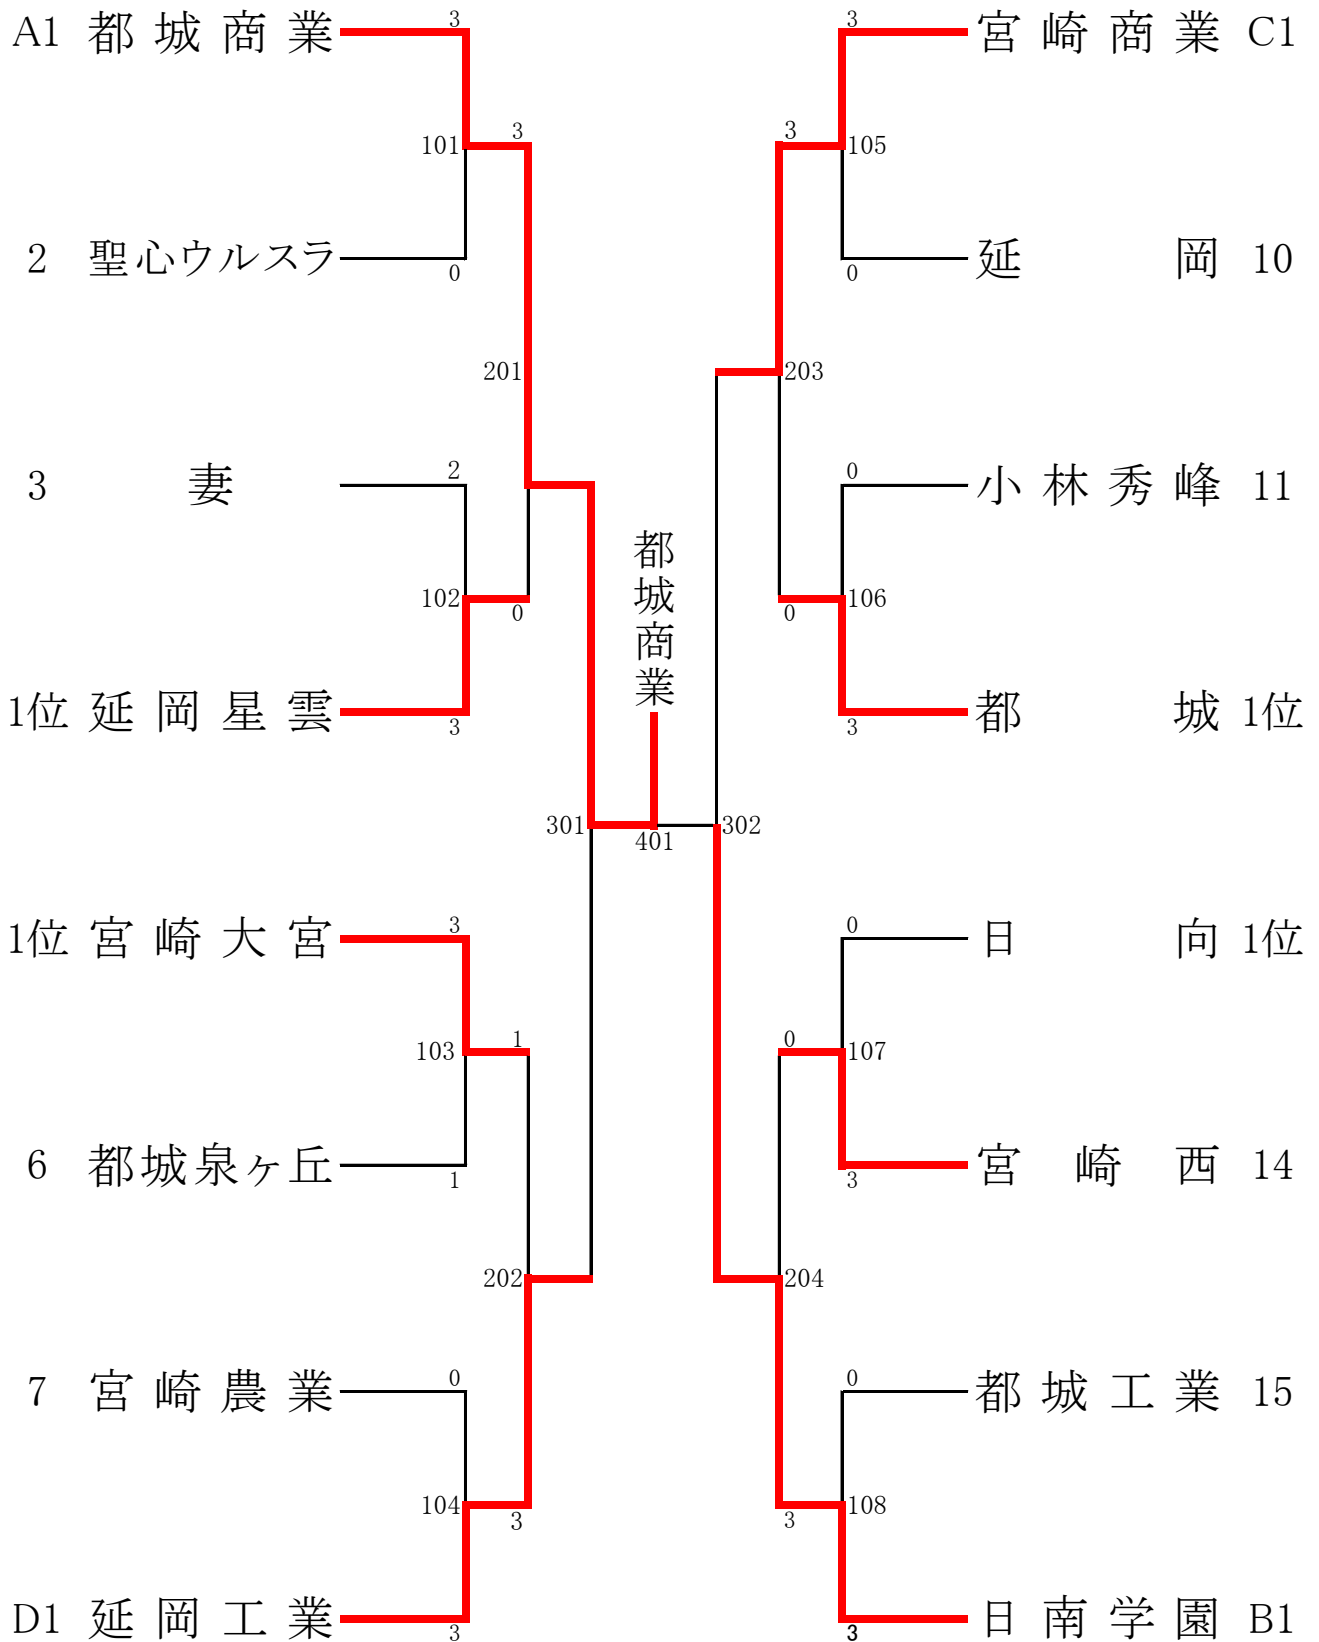 3 3
A1 都城商業 宮崎商業 C1
3 3
101 105
2 聖心ウルスラ 延岡 10
0 0
201 203
2 0
3 妻 小林秀峰 11
都城商業
102 106
0 0
1位 延岡星雲 都城 1位
3 3
301 302
401
3 0
1位 宮崎大宮 日向 1位
1 0
103 107
6 都城泉ヶ丘 宮崎西 14
1 3
202 204
0 0
7 宮崎農業 都城工業 15
104 108
3 3
D1 延岡工業 日南学園 B1
3 3